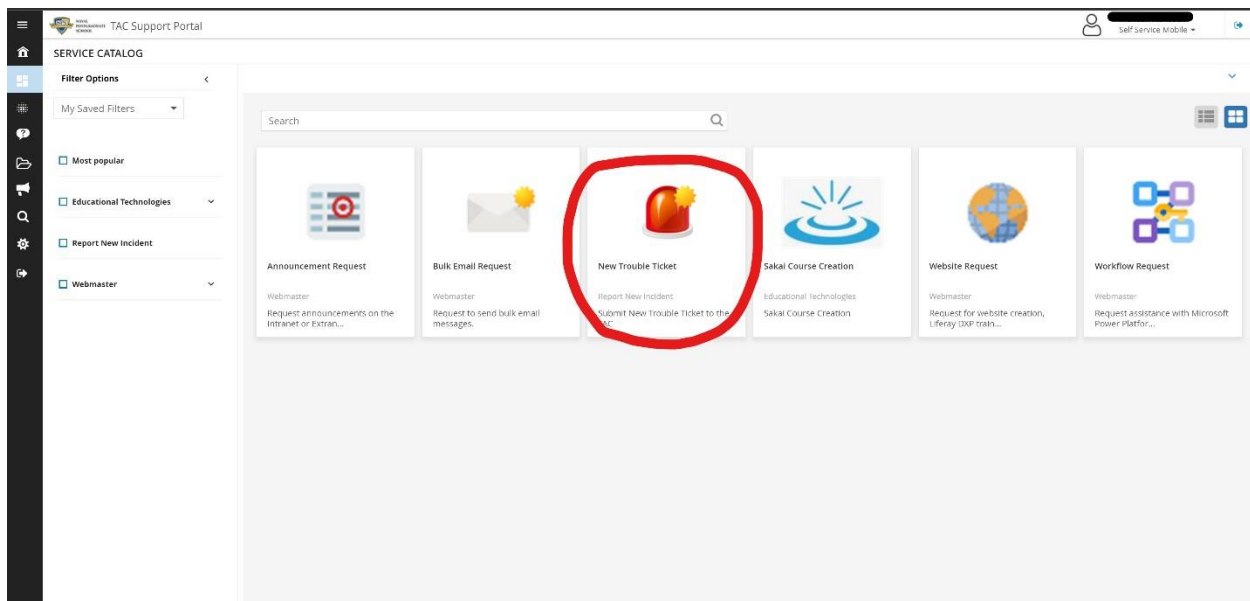 NAVAL
POSTGRADUATE
SCHOOL
TAC Support Portal
Self Service Mobile
SERVICE CATALOG
Filter Options
My Saved Filters
Most popular
Educational Technologies
Report New Incident
Webmaster
Search
Announcement Request
Webmaster
Request announcements on the
Intranet or Extran...
Bulk Email Request
Webmaster
Request to send bulk email
messages.
New Trouble Ticket
Report New Incident
Submit New Trouble Ticket to the
TAC
Sakai Course Creation
Educational Technologies
Sakai Course Creation
Website Request
Webmaster
Request for website creation,
Liferay DXP train...
Workflow Request
Webmaster
Request assistance with Microsoft
Power Platfor...